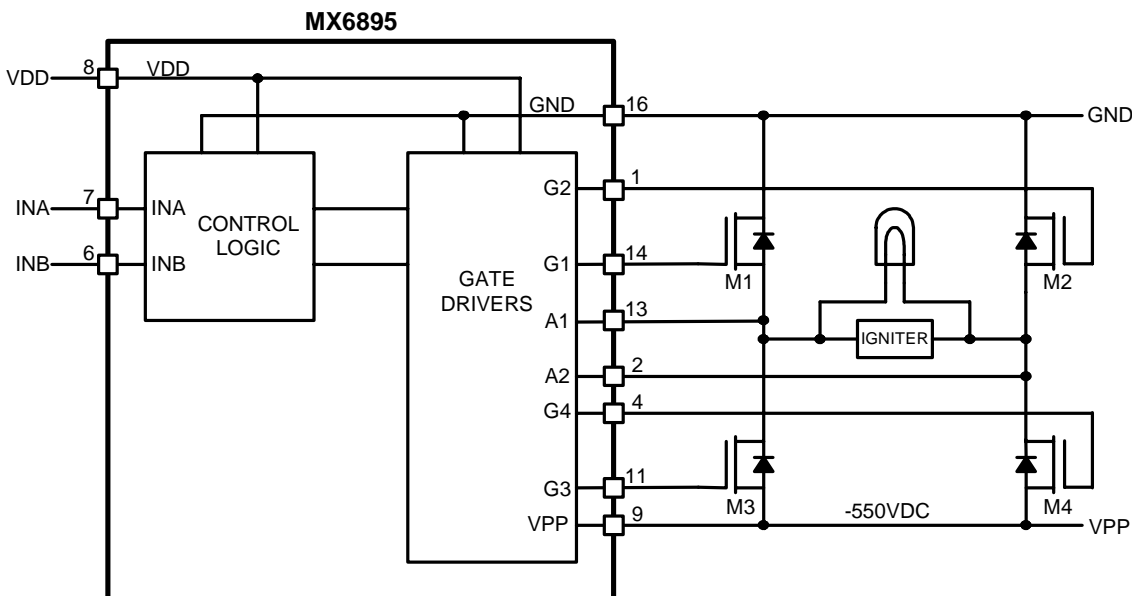 MX6895
VDD 8 VDD
GND 16 GND
G2 1
INA 7 INA
CONTROL
LOGIC
INB 6 INB
GATE
DRIVERS
G1 14
M1
M2
A1 13
IGNITER
A2 2
G4 4
G3 11
M3
M4
VPP 9
-550VDC
VPP